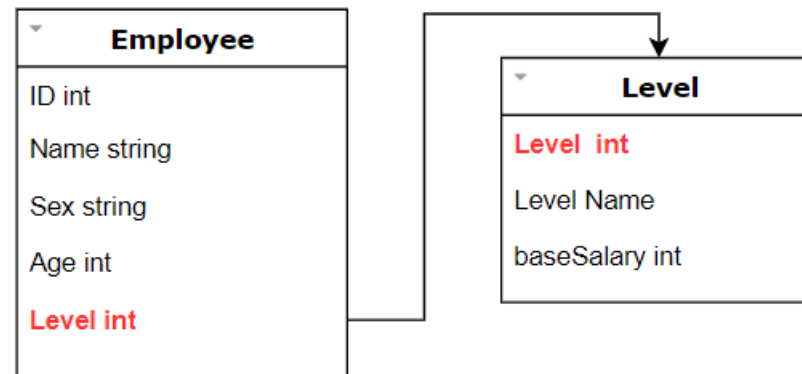 Employee
ID int
Name string
Sex string
Age int
Level int
Level
Level  int
Level Name
baseSalary int